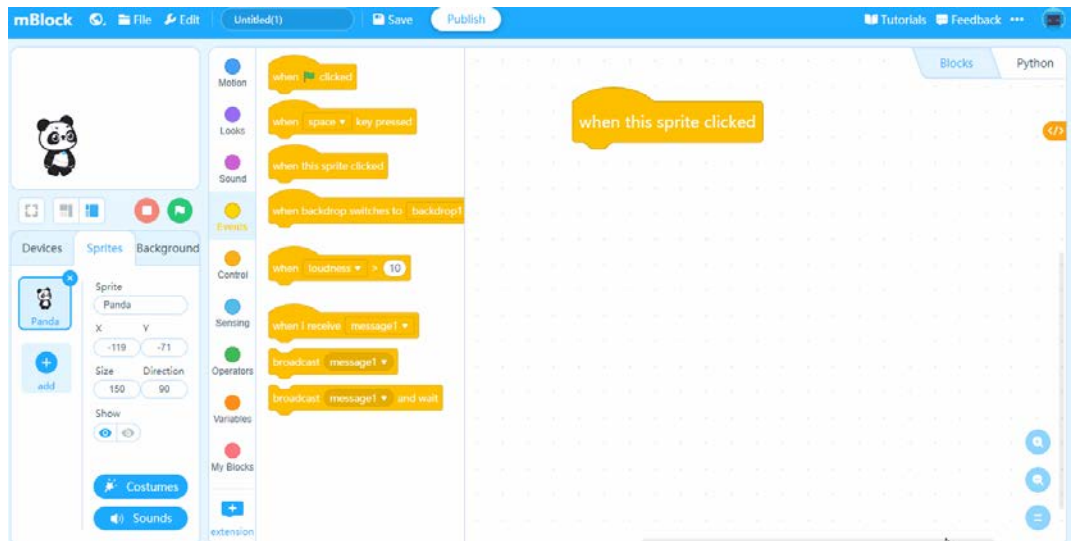 mBlock File Edit Untitled(1) Save Publish Tutorials Feedback
Blocks Python
when this sprite clicked
Motion
Looks
Sound
Events
Control
Sensing
Operators
Variables
My Blocks
extension
when clicked
when space key pressed
when this sprite clicked
when backdrop switches to backdrop1
when loudness > 10
when I receive message1
broadcast message1
broadcast message1 and wait
Devices Sprites Background
Panda
add
Sprite
Panda
X Y
-119 -71
Size Direction
150 90
Show
Costumes
Sounds